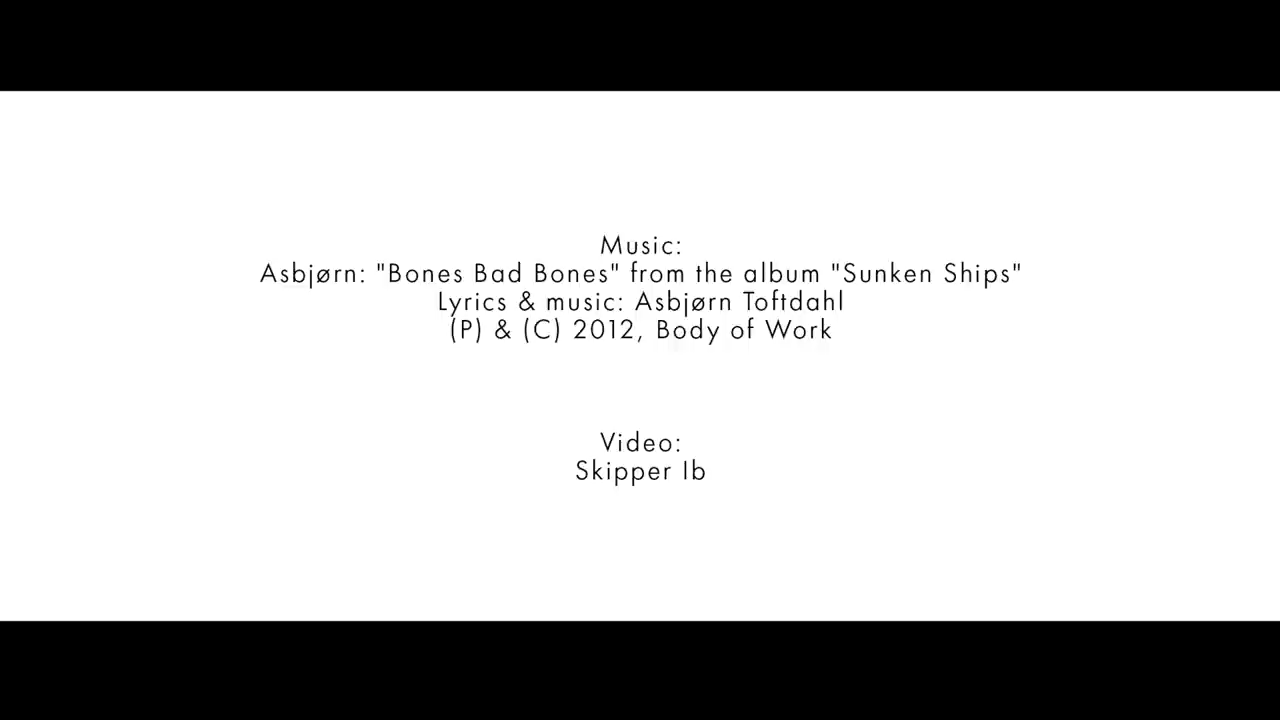 Music:
Asbjørn: "Bones Bad Bones" from the album "Sunken Ships"
Lyrics & music: Asbjørn Toftdahl
(P) & (C) 2012, Body of Work
Video:
Skipper Ib